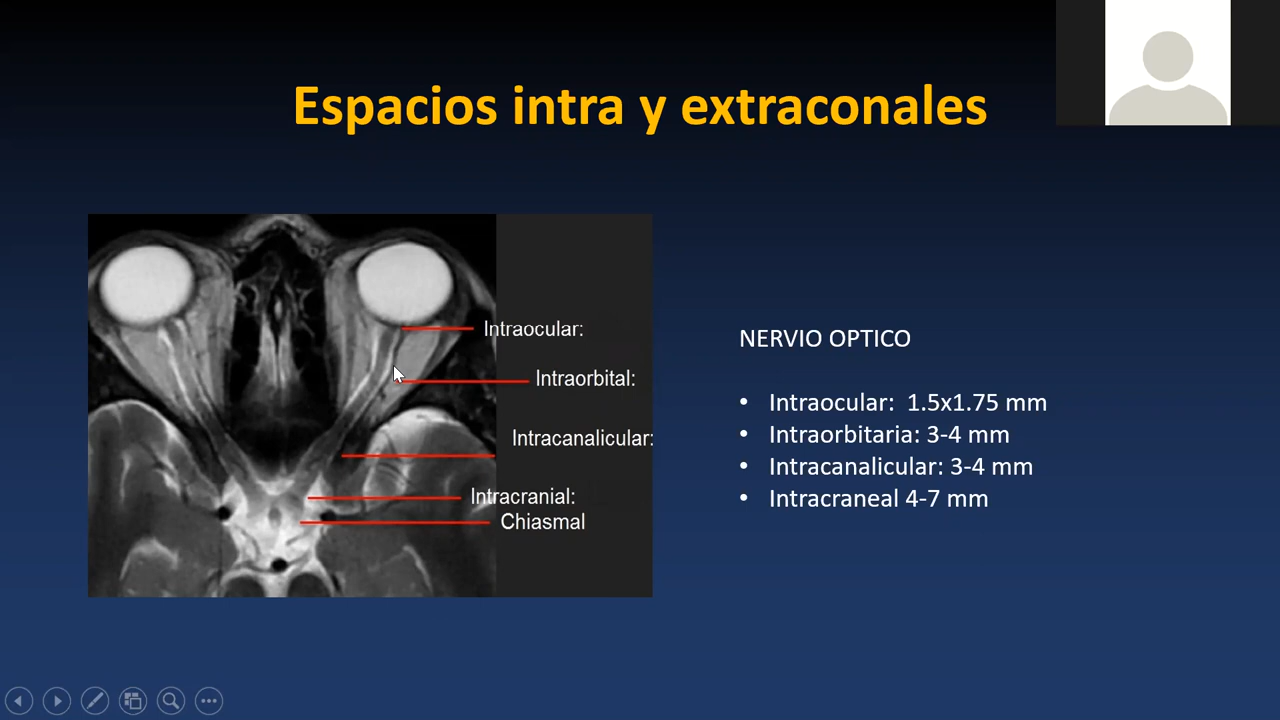 Espacios intra y extraconales
Intraocular:
Intraorbital:
Intracanalicular:
Intracranial:
Chiasmal
NERVIO OPTICO
• Intraocular: 1.5x1.75 mm
• Intraorbitaria: 3-4 mm
• Intracanalicular: 3-4 mm
• Intracraneal 4-7 mm